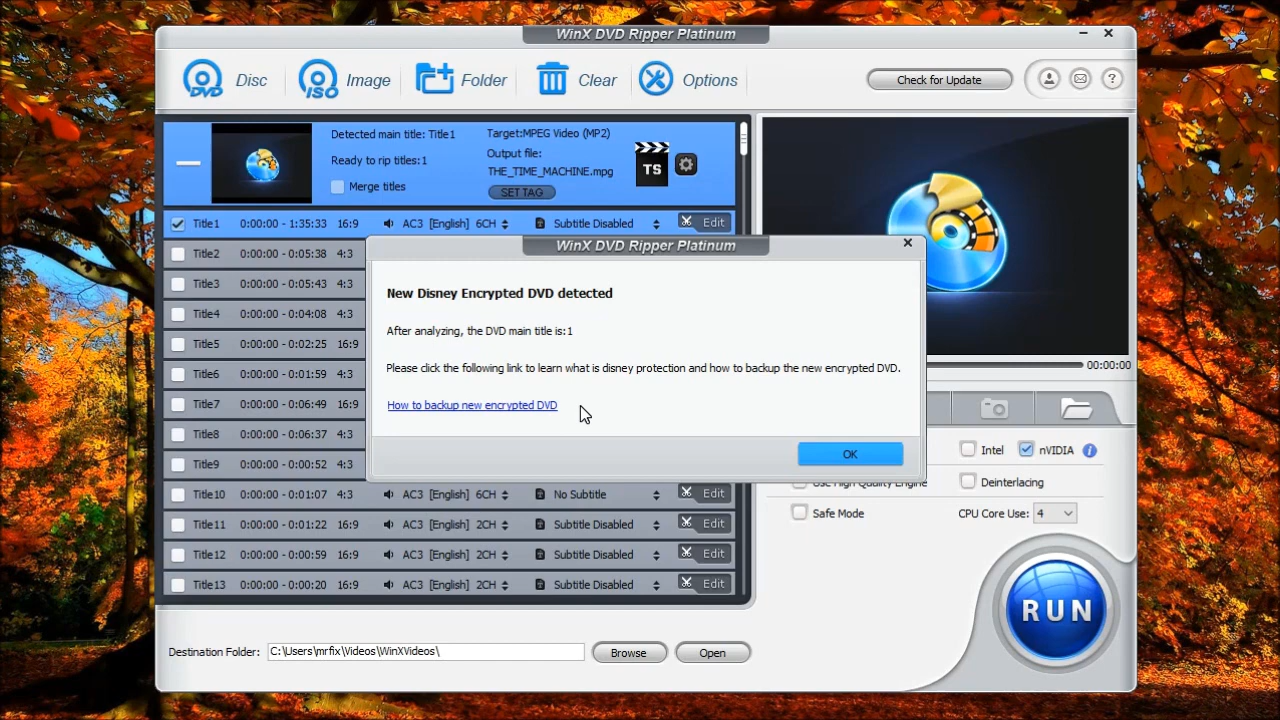 WinX DVD Ripper Platinum
DVD Disc
ISO Image
Folder
Clear
Options
Check for Update
?
Detected main title: Title1
Ready to rip titles:1
Merge titles
Target:MPEG Video (MP2)
Output file:
THE_TIME_MACHINE.mpg
SET TAG
TS
Title1 0:00:00 - 1:35:33 16:9 AC3 [English] 6CH Subtitle Disabled Edit
Title2 0:00:00 - 0:05:38 4:3
Title3 0:00:00 - 0:05:43 4:3
Title4 0:00:00 - 0:04:08 4:3
Title5 0:00:00 - 0:02:25 16:9
Title6 0:00:00 - 0:01:59 4:3
Title7 0:00:00 - 0:06:49 16:9
Title8 0:00:00 - 0:06:37 4:3
Title9 0:00:00 - 0:00:52 16:9
Title10 0:00:00 - 0:01:07 4:3 AC3 [English] 6CH No Subtitle Edit
Title11 0:00:00 - 0:01:22 16:9 AC3 [English] 2CH Subtitle Disabled Edit
Title12 0:00:00 - 0:00:59 16:9 AC3 [English] 2CH Subtitle Disabled Edit
Title13 0:00:00 - 0:00:20 16:9 AC3 [English] 2CH Subtitle Disabled Edit
WinX DVD Ripper Platinum
New Disney Encrypted DVD detected
After analyzing, the DVD main title is:1
Please click the following link to learn what is disney protection and how to backup the new encrypted DVD.
How to backup new encrypted DVD
OK
00:00:00
Intel
nVIDIA
Use High Quality Engine
Deinterlacing
Safe Mode
CPU Core Use: 4
RUN
Destination Folder: C:\Users\mrfix\Videos\WinXVideos\ Browse Open